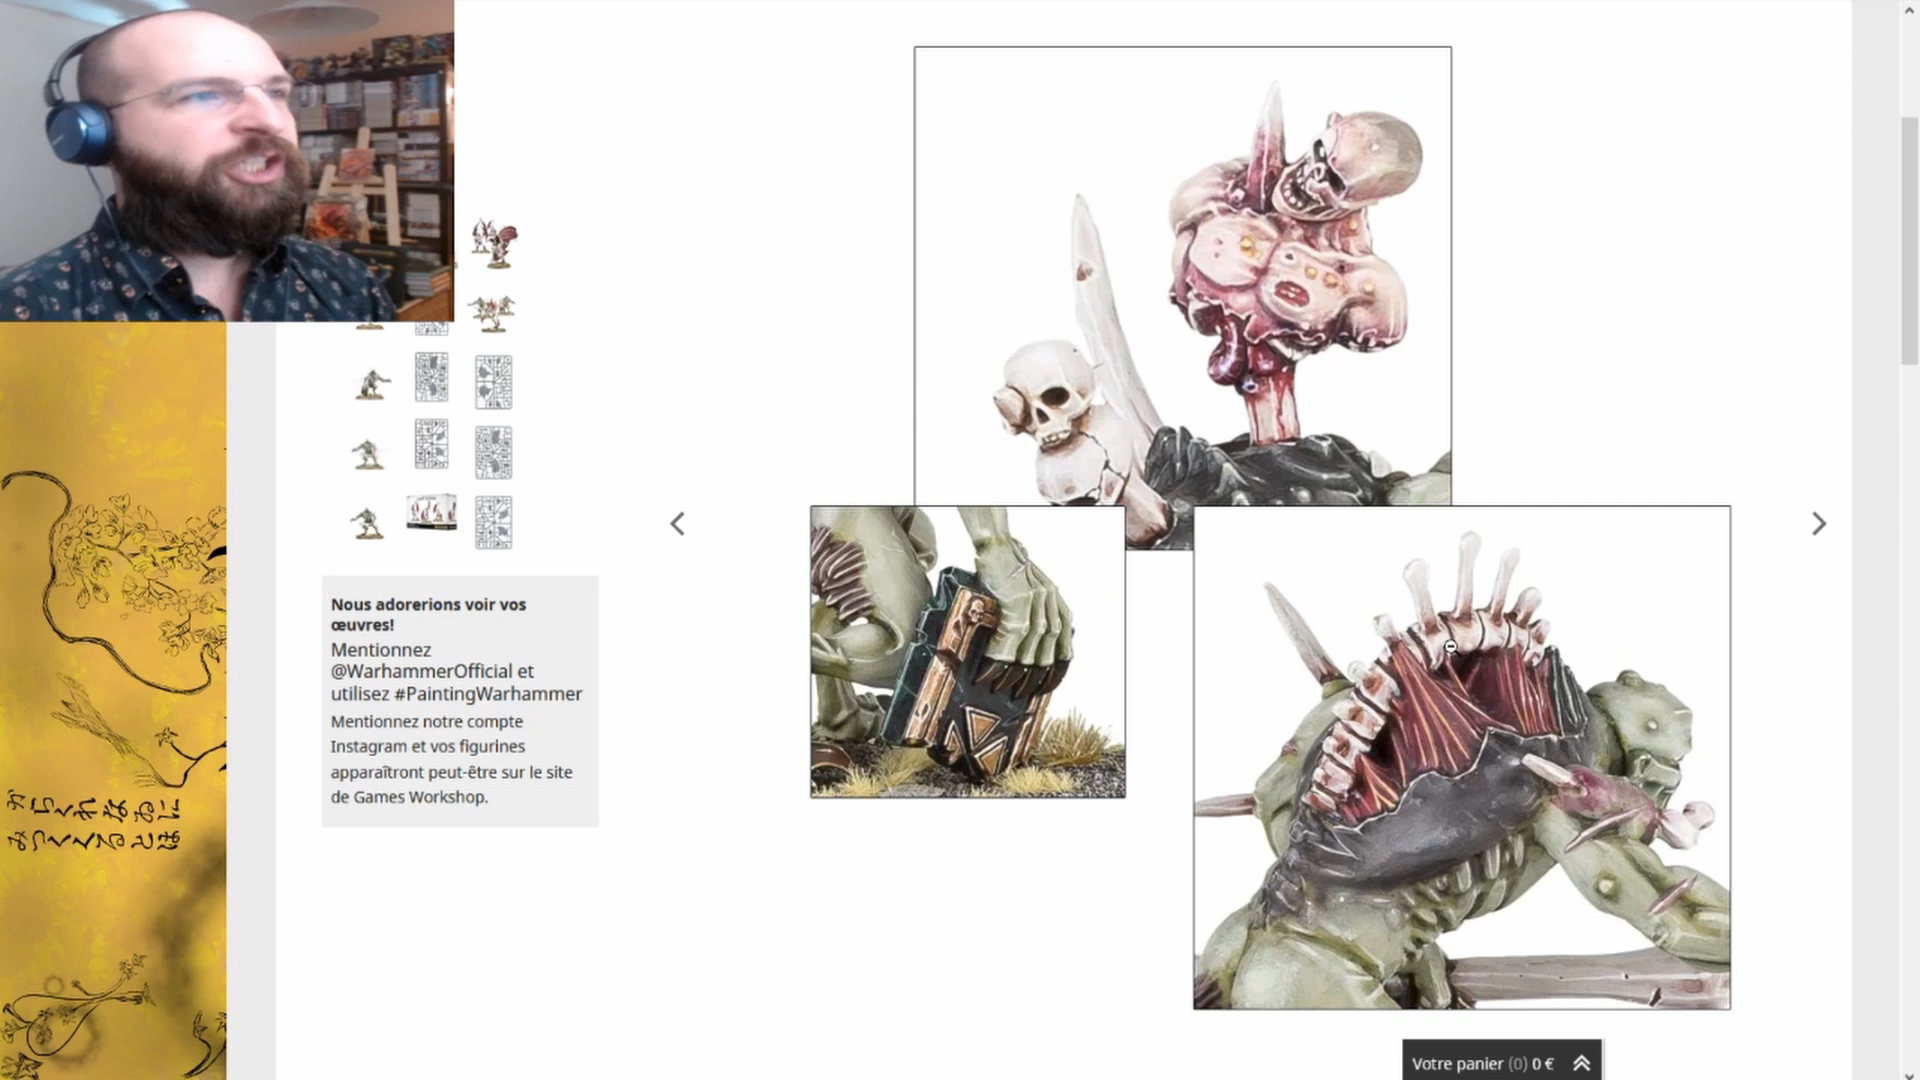 Nous adorerions voir vos
œuvres!
Mentionnez
@WarhammerOfficial et
utilisez #PaintingWarhammer
Mentionnez notre compte
Instagram et vos figurines
apparaîtront peut-être sur le site
de Games Workshop.
Votre panier (0) 0 €